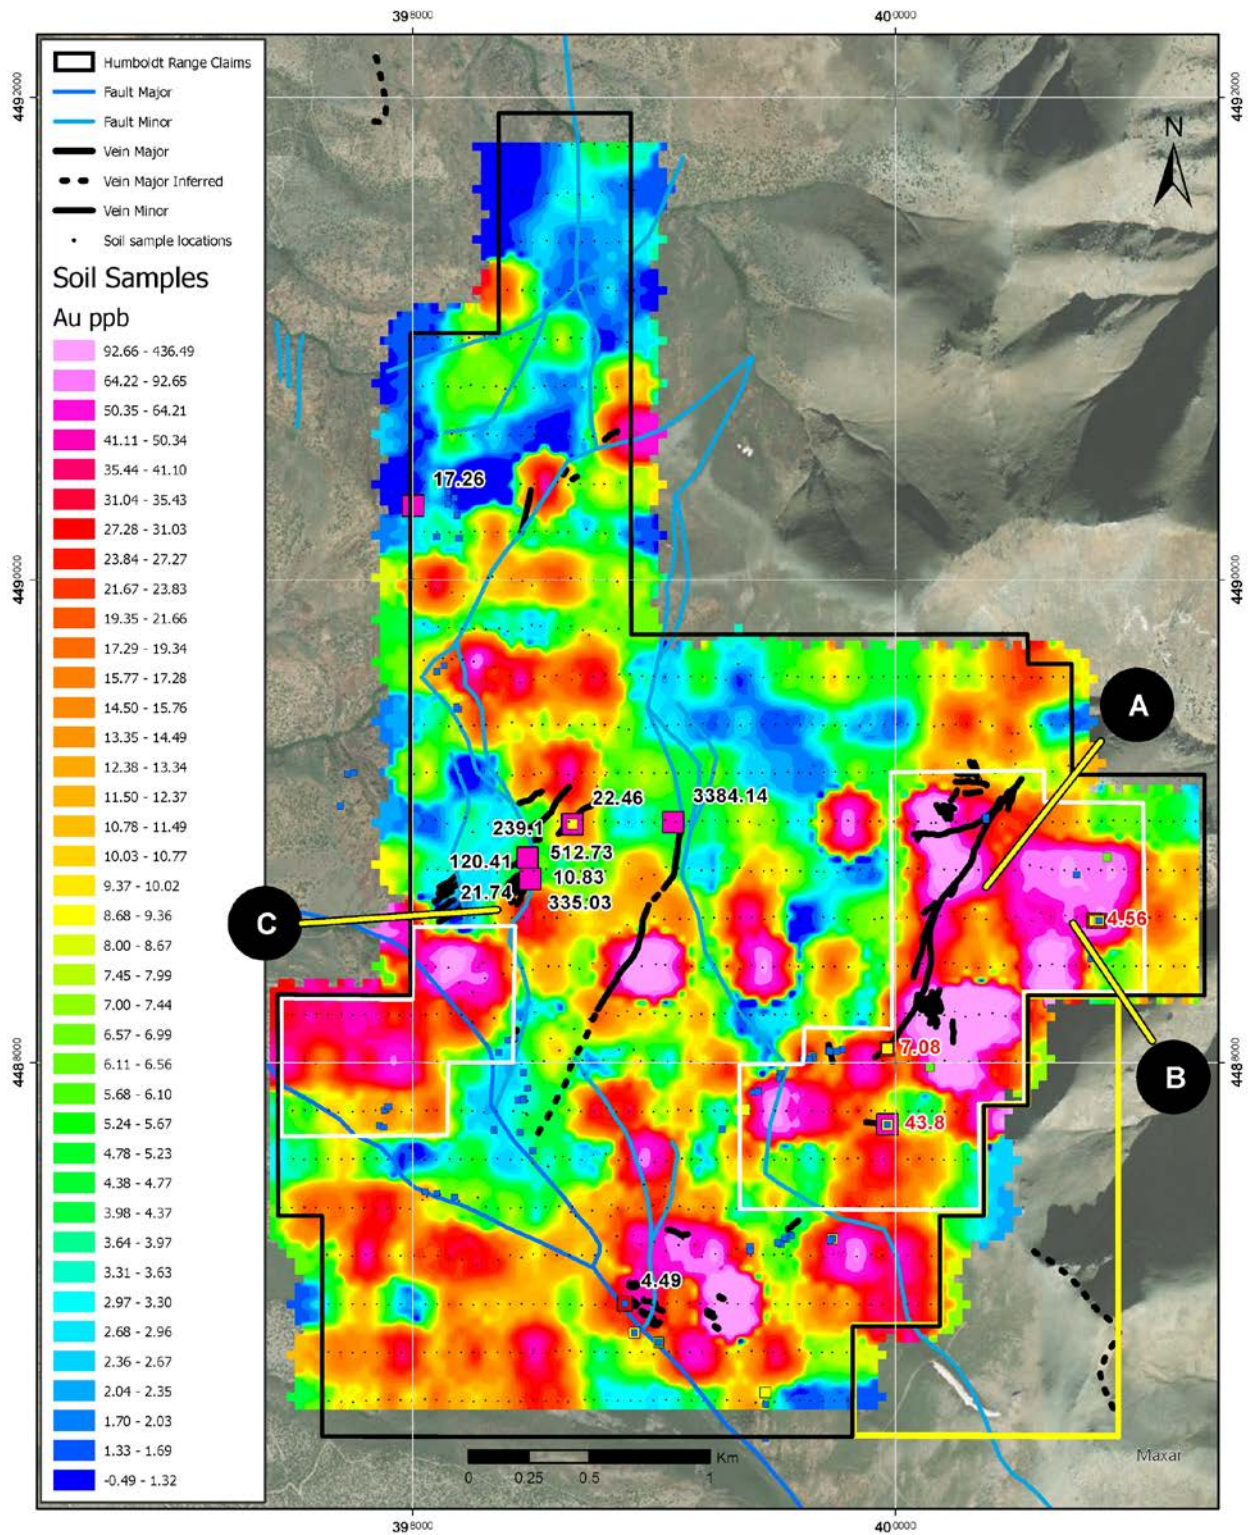 398000
400000
4492000
4492000
Humboldt Range Claims
Fault Major
Fault Minor
Vein Major
Vein Major Inferred
Vein Minor
Soil sample locations
Soil Samples
Au ppb
92.66 - 436.49
64.22 - 92.65
50.35 - 64.21
41.11 - 50.34
35.44 - 41.10
31.04 - 35.43
27.28 - 31.03
23.84 - 27.27
21.67 - 23.83
19.35 - 21.66
17.29 - 19.34
15.77 - 17.28
14.50 - 15.76
13.35 - 14.49
12.38 - 13.34
11.50 - 12.37
10.78 - 11.49
10.03 - 10.77
9.37 - 10.02
8.68 - 9.36
8.00 - 8.67
7.45 - 7.99
7.00 - 7.44
6.57 - 6.99
6.11 - 6.56
5.68 - 6.10
5.24 - 5.67
4.78 - 5.23
4.38 - 4.77
3.98 - 4.37
3.64 - 3.97
3.31 - 3.63
2.97 - 3.30
2.68 - 2.96
2.36 - 2.67
2.04 - 2.35
1.70 - 2.03
1.33 - 1.69
-0.49 - 1.32
N
17.26
4490000
4490000
A
22.46
3384.14
239.1
512.73
120.41
10.83
21.74
335.03
C
4.56
7.08
B
4488000
4488000
43.8
4.49
Km
0 0.25 0.5 1
Maxar
398000
400000